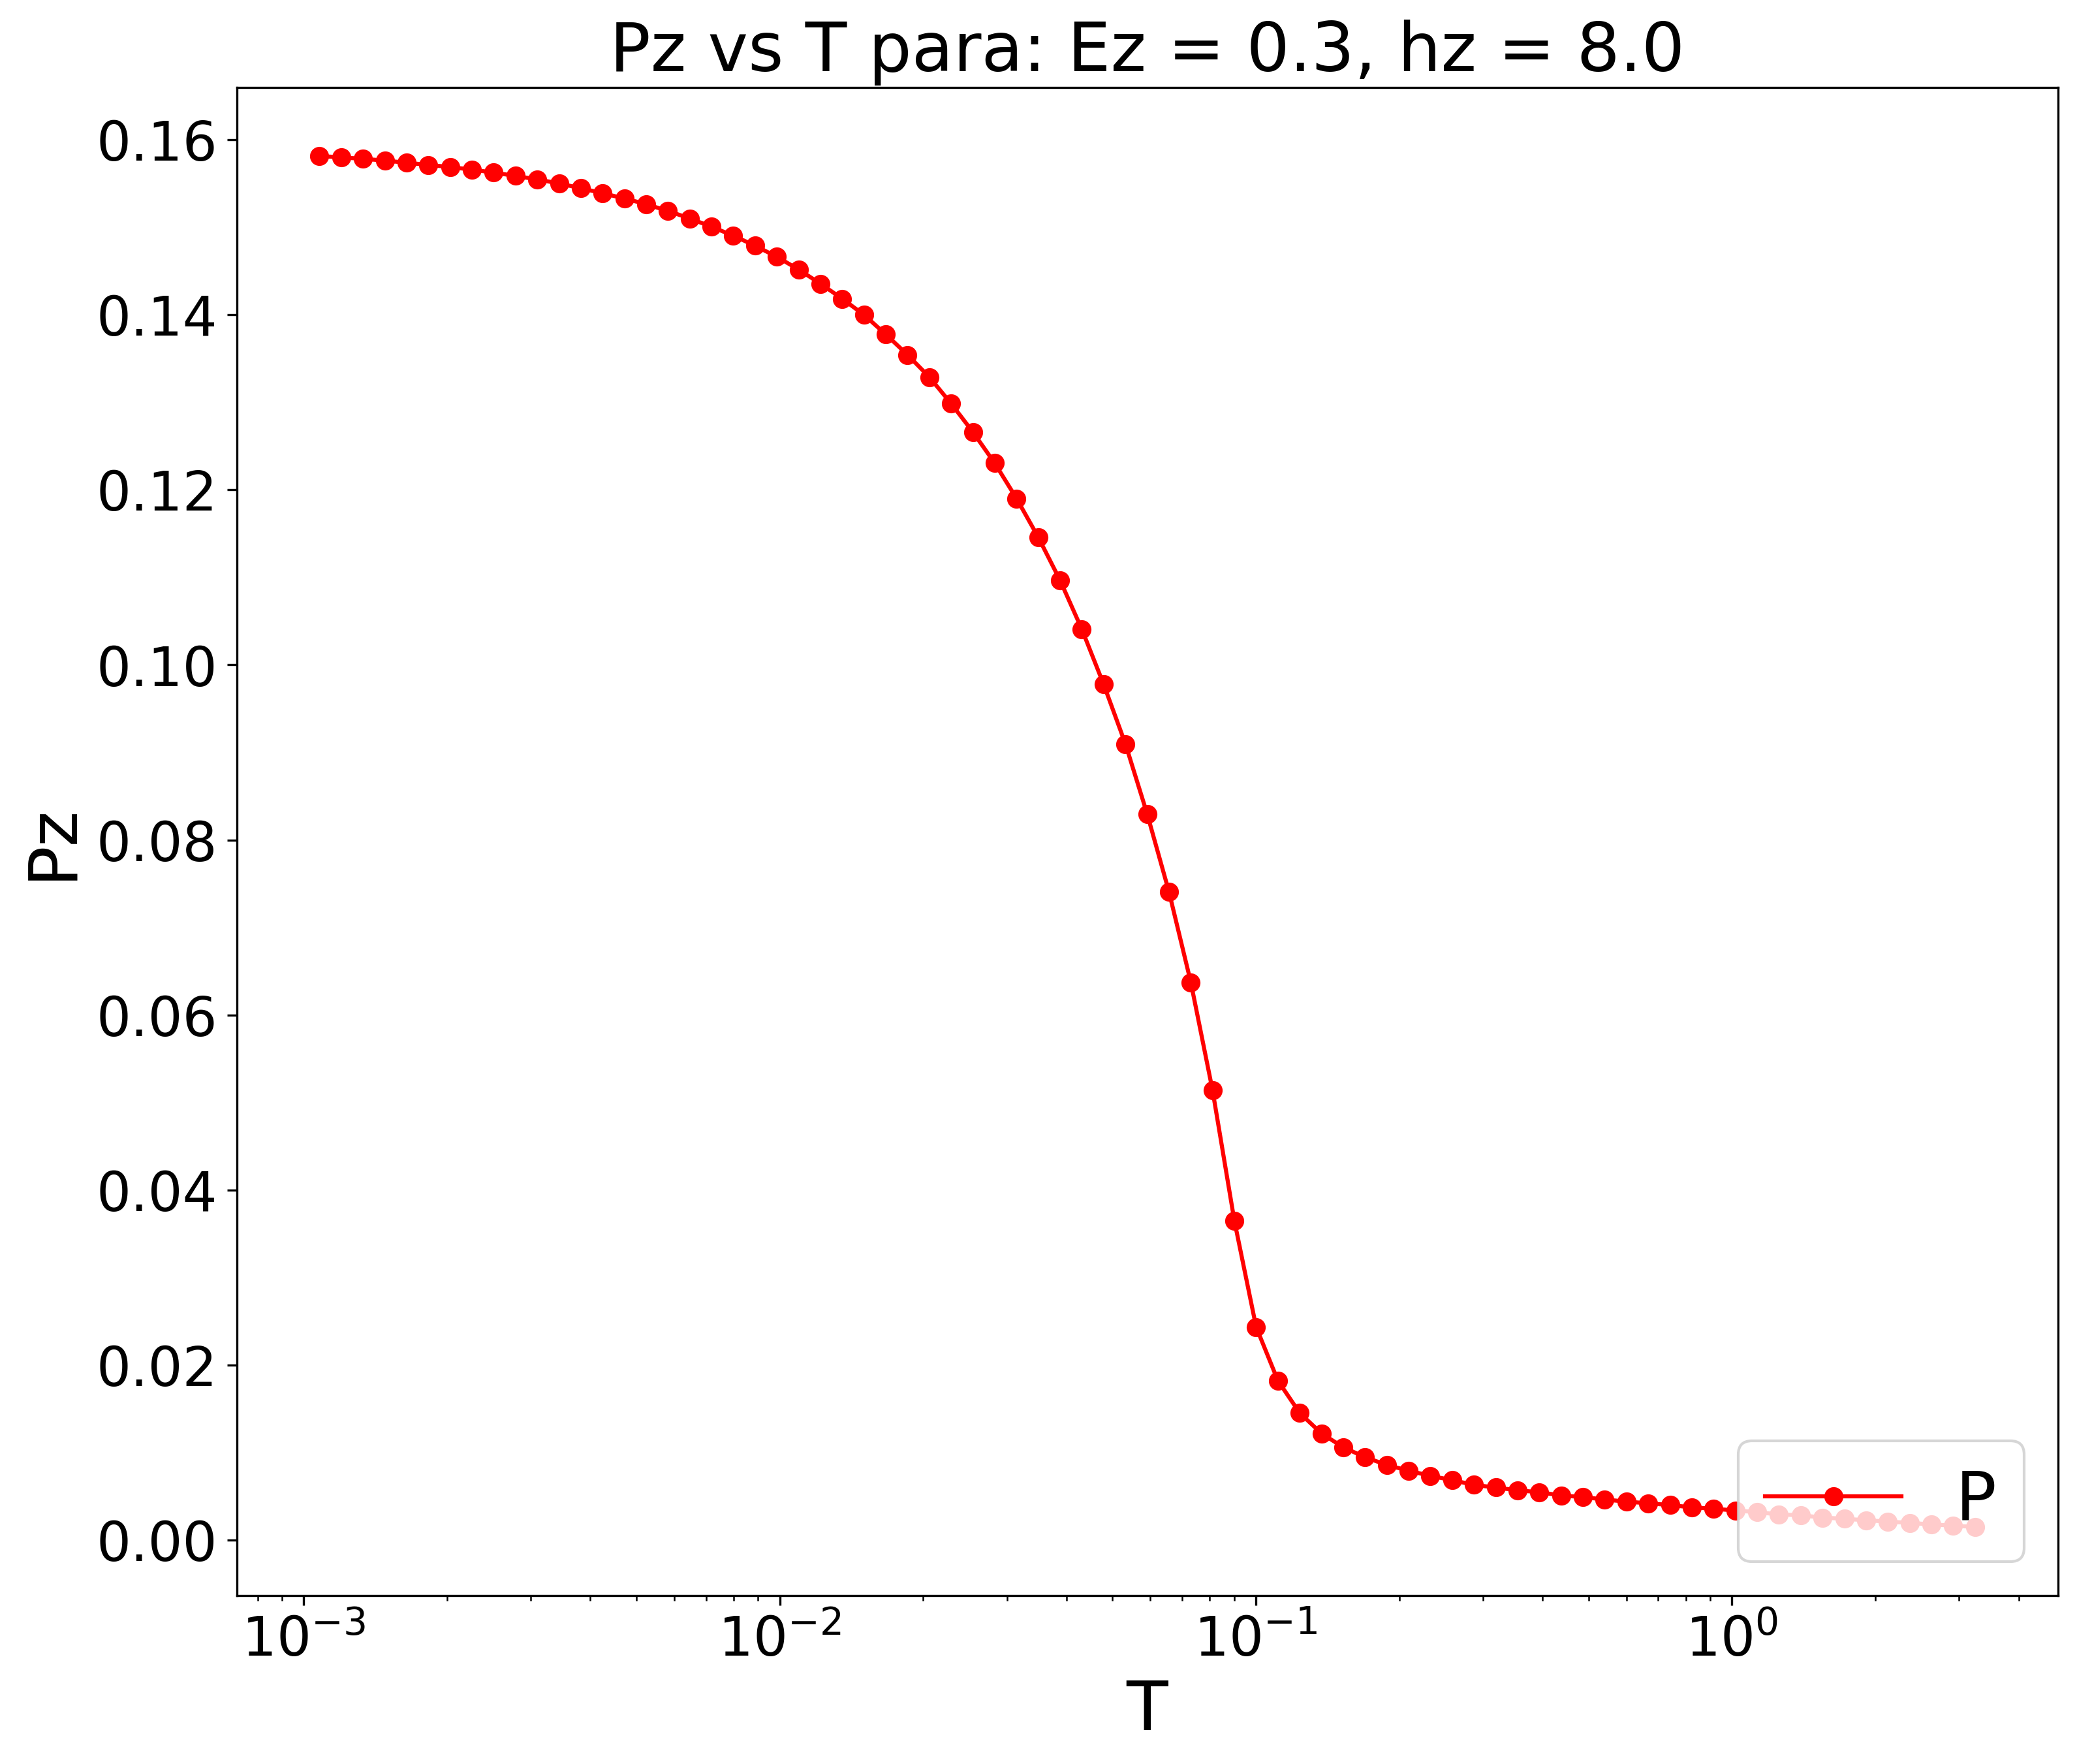 Pz vs T para: Ez = 0.3, hz = 8.0
0.16
0.14
0.12
0.10
0.08
0.06
0.04
0.02
0.00
Pz
P
10⁻³ 10⁻² 10⁻¹ 10⁰
T